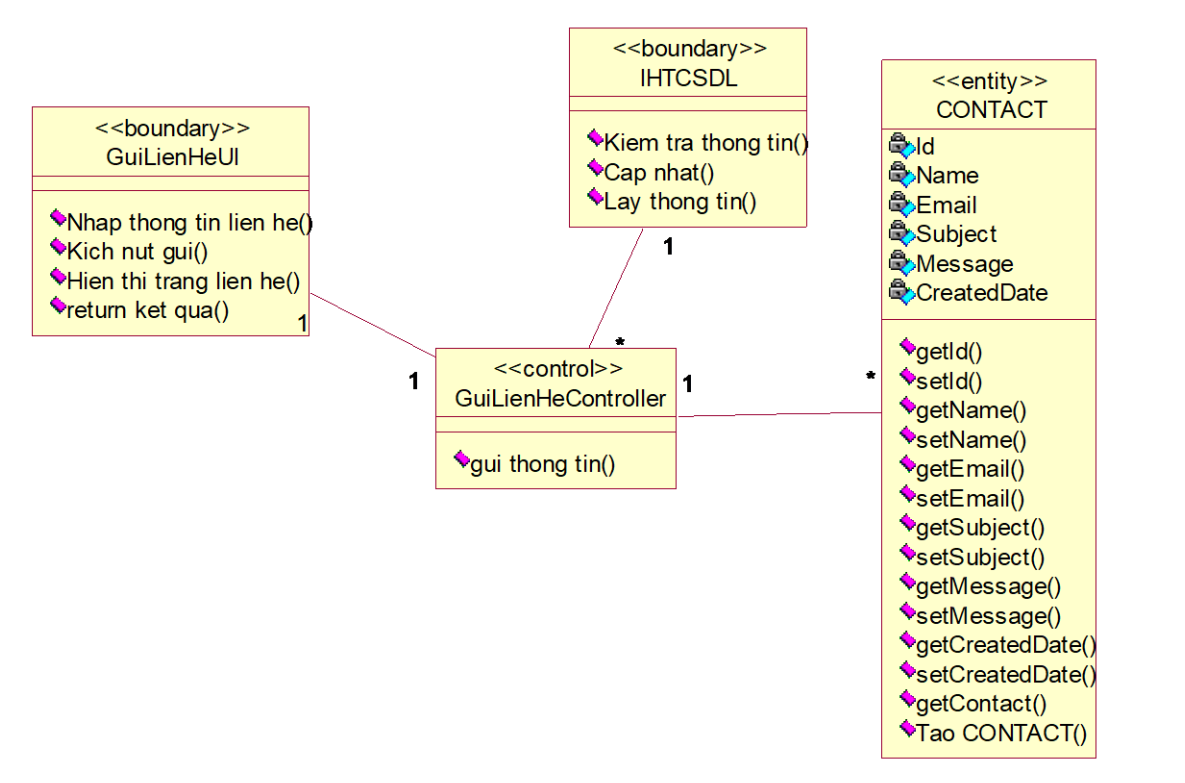 <<boundary>>
GuiLienHeUI
Nhap thong tin lien he()
Kich nut gui()
Hien thi trang lien he()
return ket qua()
1
<<boundary>>
IHTCSDL
Kiem tra thong tin()
Cap nhat()
Lay thong tin()
1
*
1
<<control>>
GuiLienHeController
gui thong tin()
1
*
<<entity>>
CONTACT
Id
Name
Email
Subject
Message
CreatedDate
getId()
setId()
getName()
setName()
getEmail()
setEmail()
getSubject()
setSubject()
getMessage()
setMessage()
getCreatedDate()
setCreatedDate()
getContact()
Tao CONTACT()